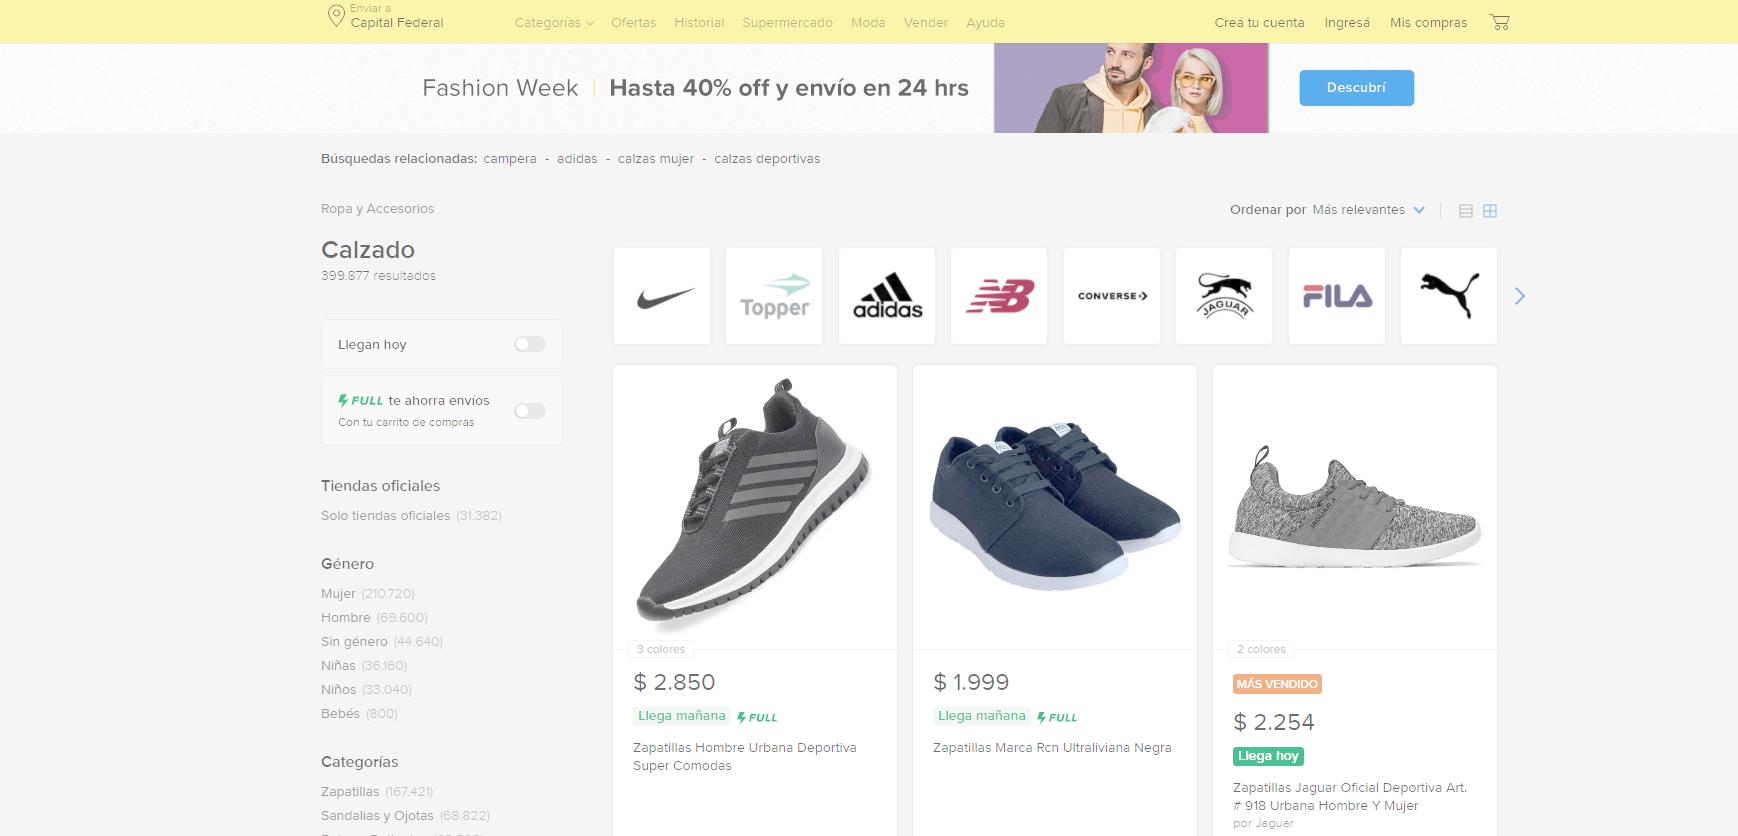 Enviar a
Capital Federal
Categorías Ofertas Historial Supermercado Moda Vender Ayuda
Creá tu cuenta Ingresá Mis compras
Fashion Week Hasta 40% off y envío en 24 hrs
Descubrí
Búsquedas relacionadas: campera - adidas - calzas mujer - calzas deportivas
Ropa y Accesorios
Ordenar por Más relevantes
Calzado
399.877 resultados
Llegan hoy
FULL te ahorra envíos
Con tu carrito de compras
Tiendas oficiales
Solo tiendas oficiales (31.382)
Género
Mujer (210.720)
Hombre (69.600)
Sin género (44.640)
Niñas (36.160)
Niños (33.040)
Bebés (800)
Categorías
Zapatillas (167.421)
Sandalias y Ojotas (68.822)
Topper
adidas
NB
CONVERSE
JAGUAR
FILA
3 colores
$ 2.850
Llega mañana FULL
Zapatillas Hombre Urbana Deportiva
Super Comodas
$ 1.999
Llega mañana FULL
Zapatillas Marca Rcn Ultraliviana Negra
JAGUAR
2 colores
MÁS VENDIDO
$ 2.254
Llega hoy
Zapatillas Jaguar Oficial Deportiva Art.
# 918 Urbana Hombre Y Mujer
por Jaguar